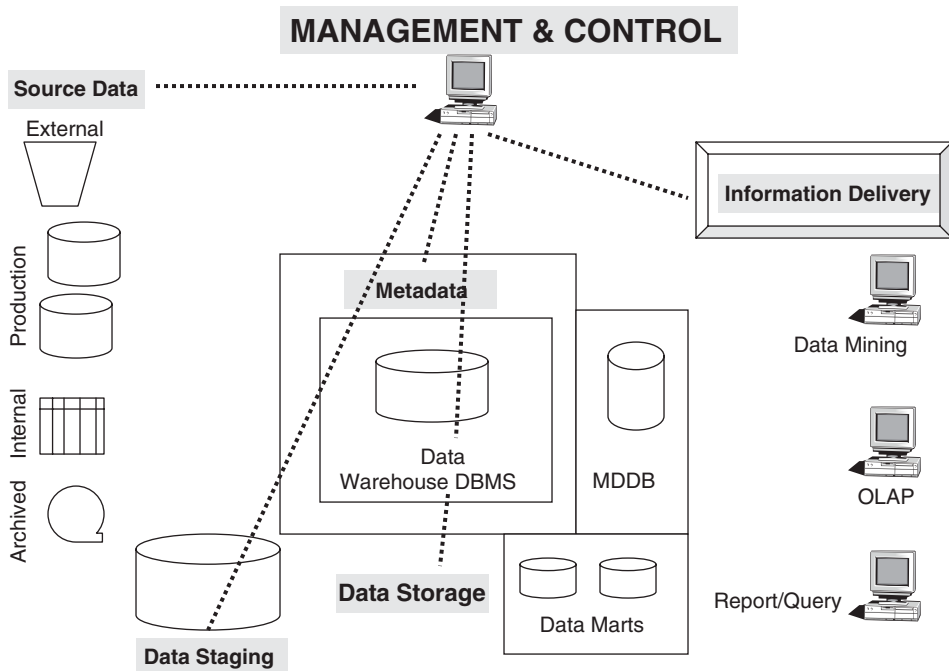 MANAGEMENT & CONTROL
Source Data
External
Production
Internal
Archived
Information Delivery
Metadata
Data
Warehouse DBMS
MDDB
Data Mining
OLAP
Report/Query
Data Storage
Data Marts
Data Staging